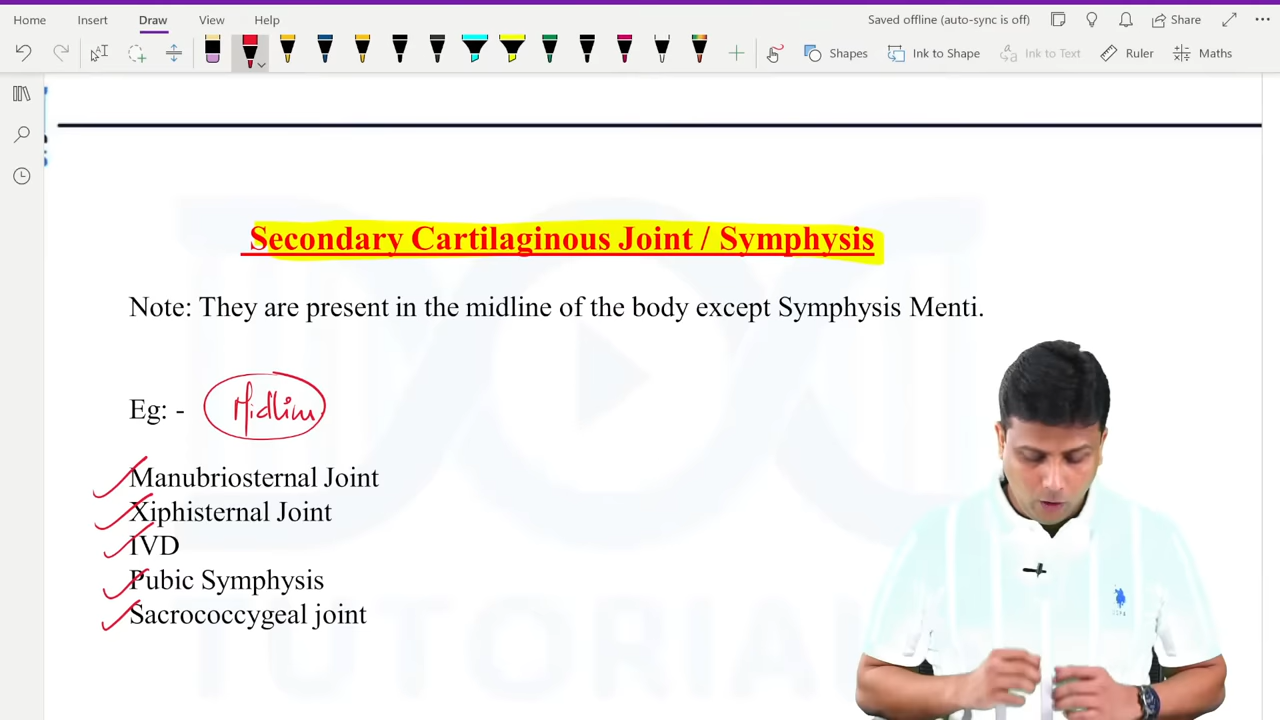 Home Insert Draw View Help Saved offline (auto-sync is off) Share
Shapes Ink to Shape Ink to Text Ruler Maths
Secondary Cartilaginous Joint / Symphysis
Note: They are present in the midline of the body except Symphysis Menti.
Eg: - Midlin
Manubriosternal Joint
Xiphisternal Joint
IVD
Pubic Symphysis
Sacrococcygeal joint
TUTORIAL